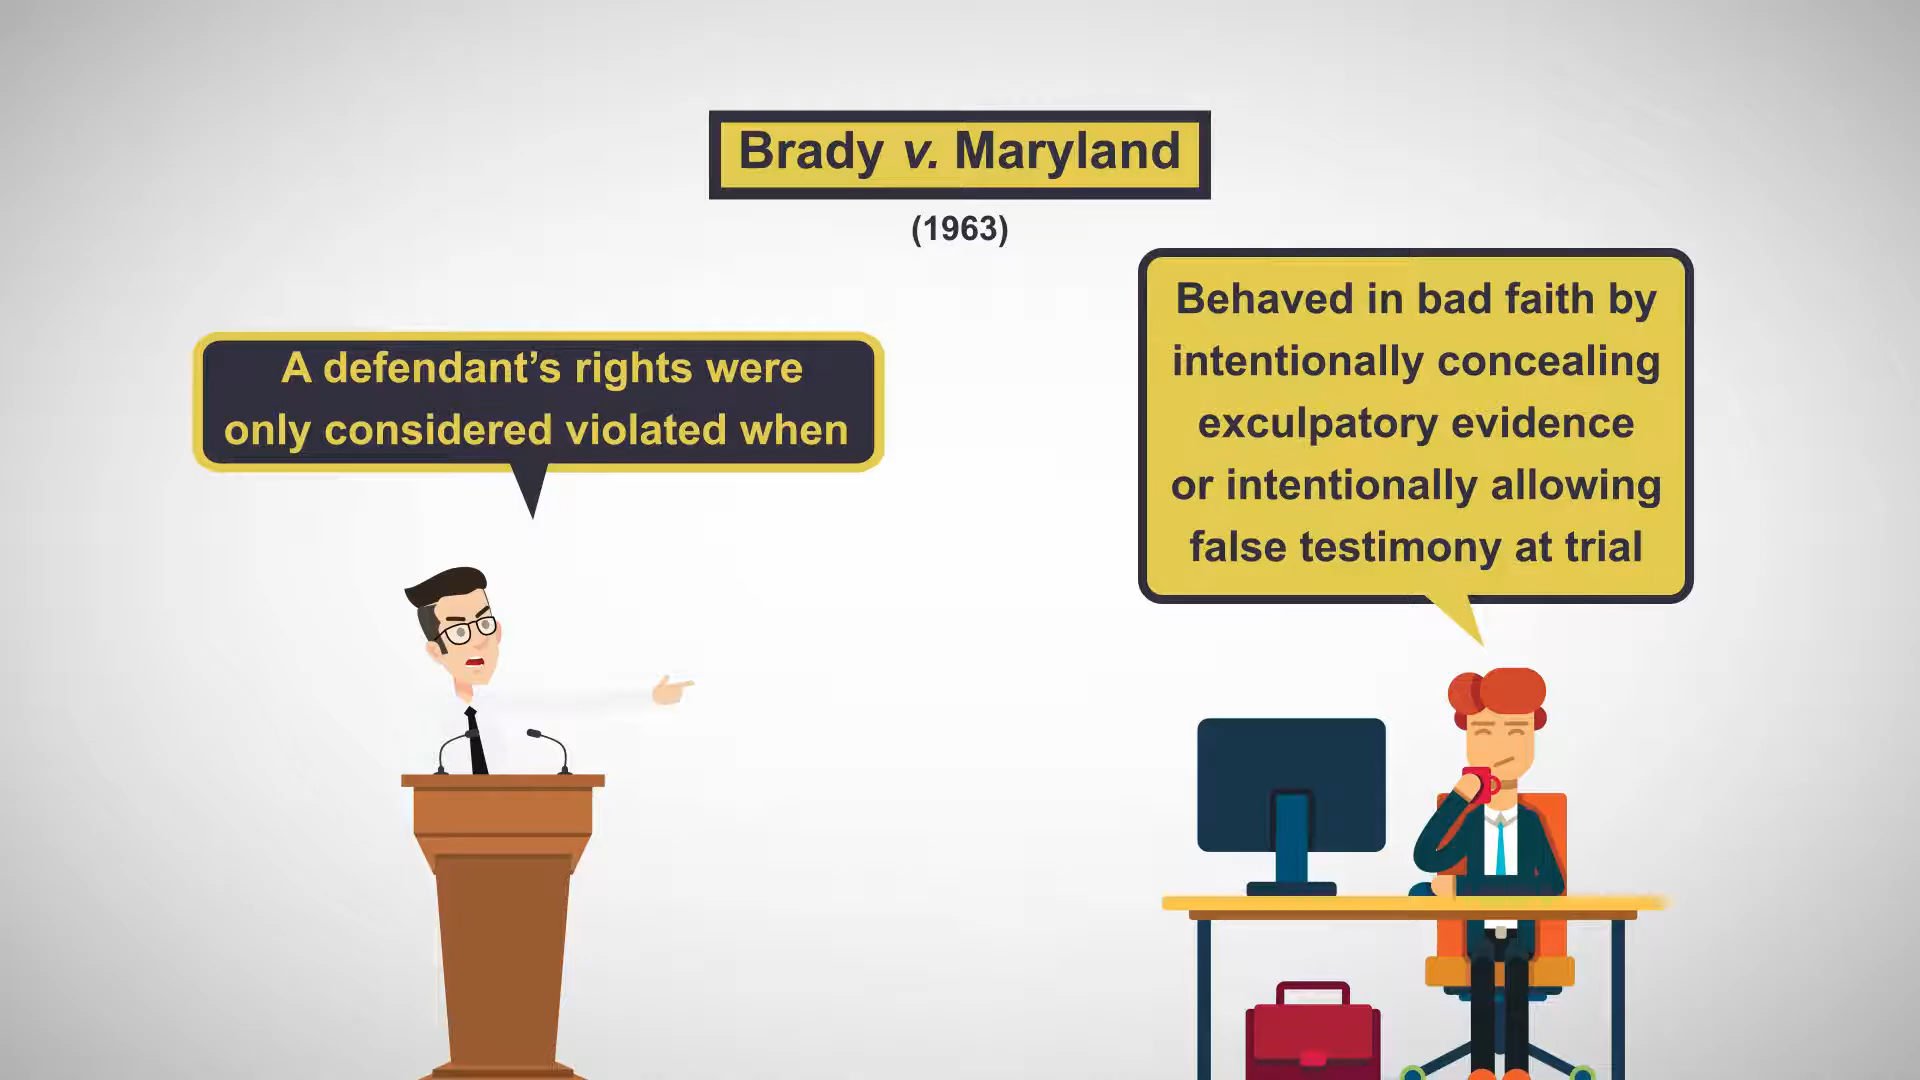 Brady v. Maryland
(1963)
A defendant’s rights were
only considered violated when
Behaved in bad faith by
intentionally concealing
exculpatory evidence
or intentionally allowing
false testimony at trial